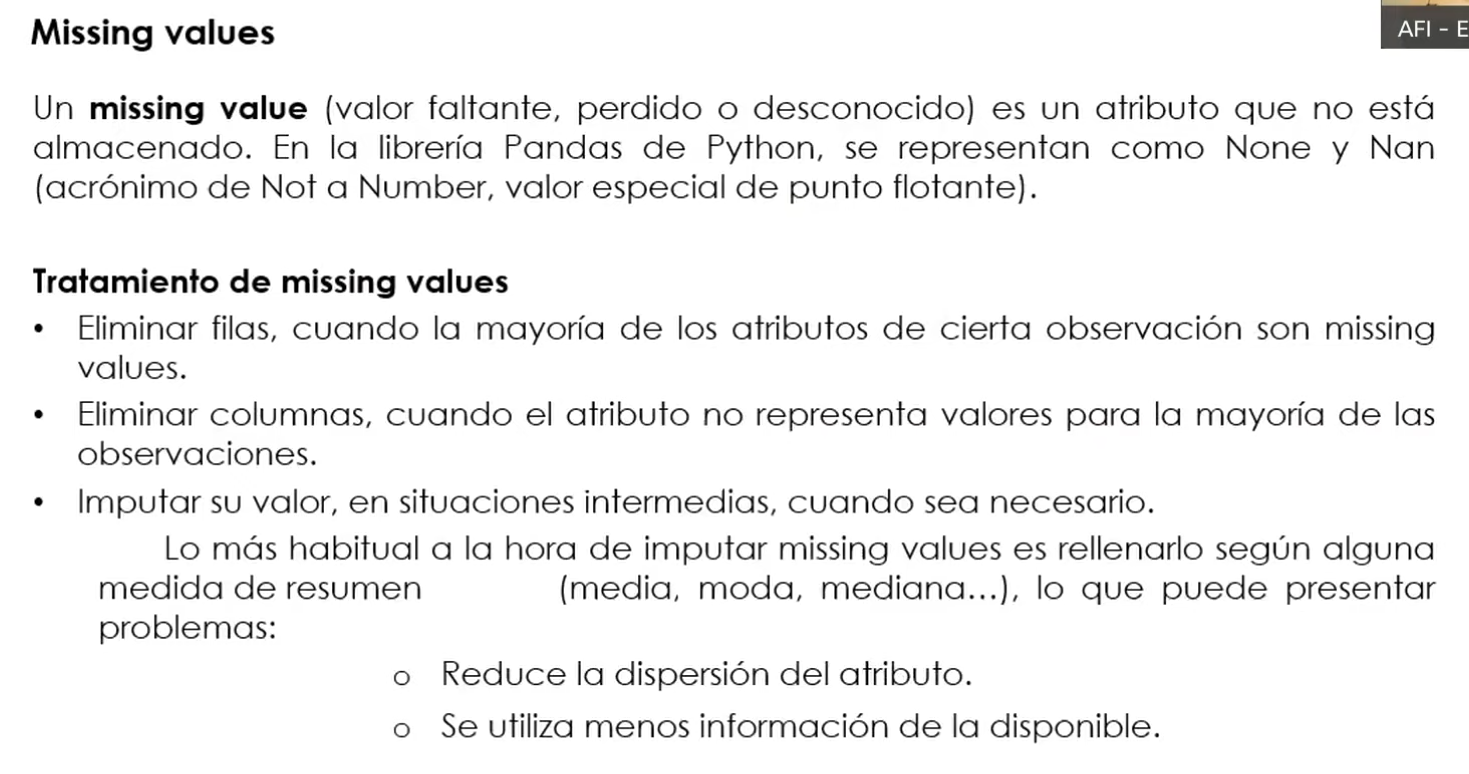 Missing values
AFI - E
Un missing value (valor faltante, perdido o desconocido) es un atributo que no está
almacenado. En la librería Pandas de Python, se representan como None y Nan
(acrónimo de Not a Number, valor especial de punto flotante).
Tratamiento de missing values
• Eliminar filas, cuando la mayoría de los atributos de cierta observación son missing
values.
• Eliminar columnas, cuando el atributo no representa valores para la mayoría de las
observaciones.
• Imputar su valor, en situaciones intermedias, cuando sea necesario.
Lo más habitual a la hora de imputar missing values es rellenarlo según alguna
medida de resumen (media, moda, mediana...), lo que puede presentar
problemas:
o Reduce la dispersión del atributo.
o Se utiliza menos información de la disponible.